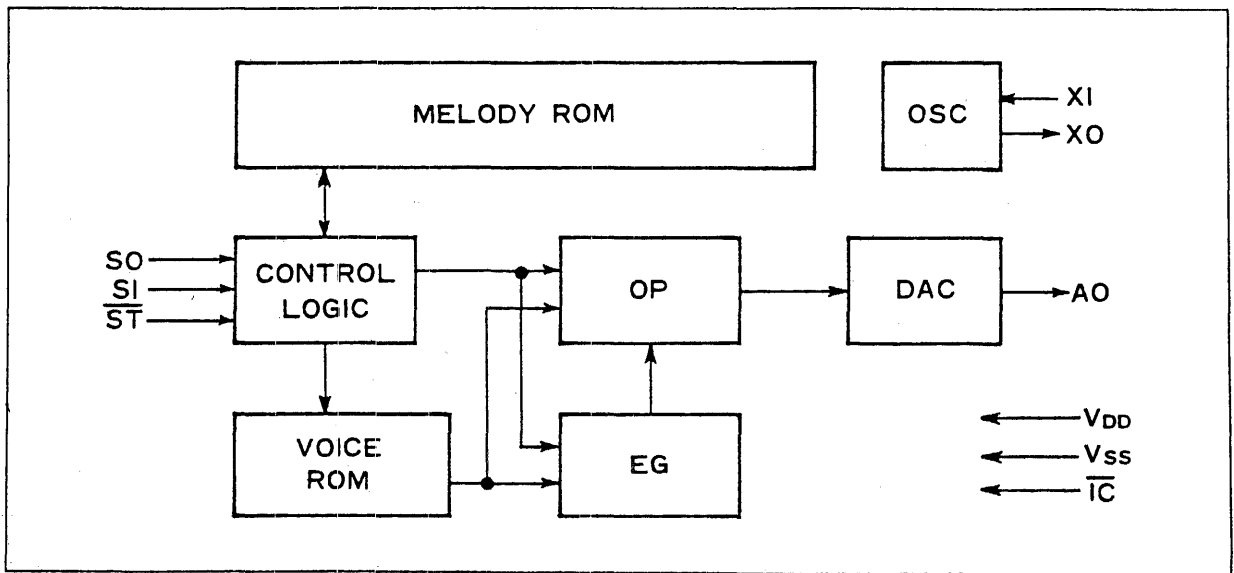 MELODY ROM
OSC
XI
XO
SO
SI
ST
CONTROL
LOGIC
OP
DAC
AO
VOICE
ROM
EG
VDD
VSS
IC